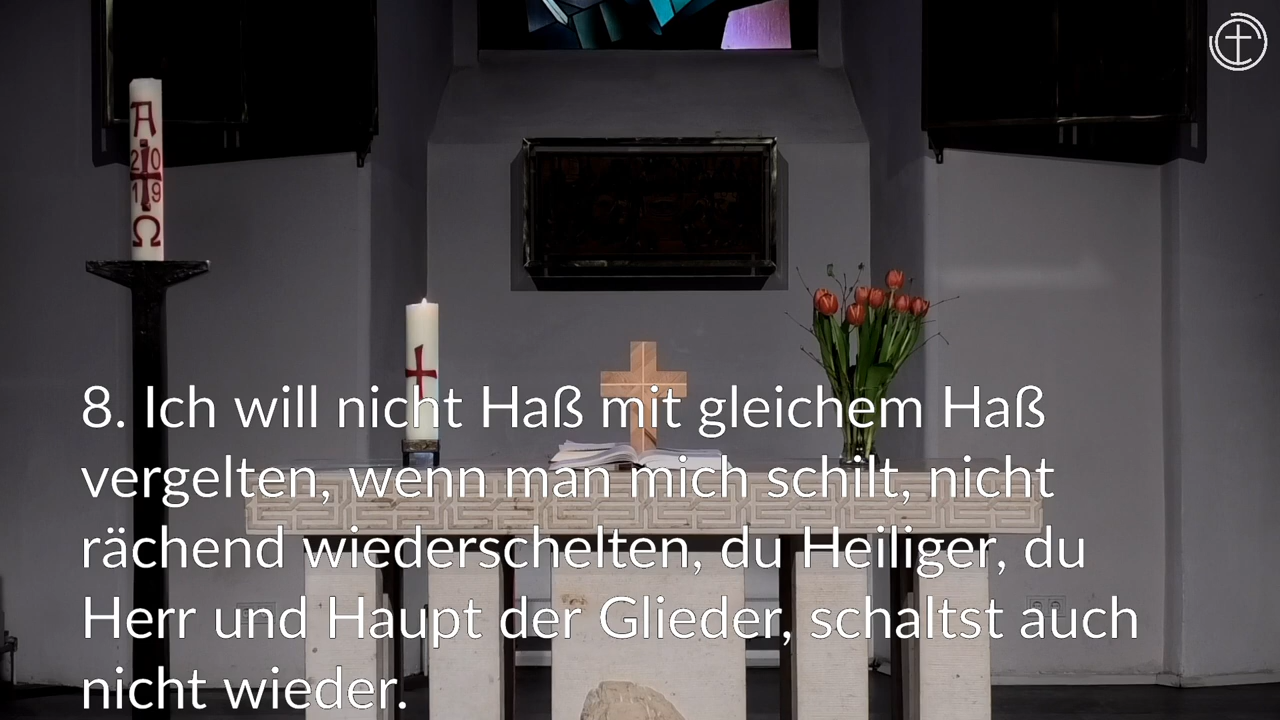 A
20
19
Ω
8. Ich will nicht Haß mit gleichem Haß
vergelten, wenn man mich schilt, nicht
rächend wiederschelten, du Heiliger, du
Herr und Haupt der Glieder, schaltst auch
nicht wieder.